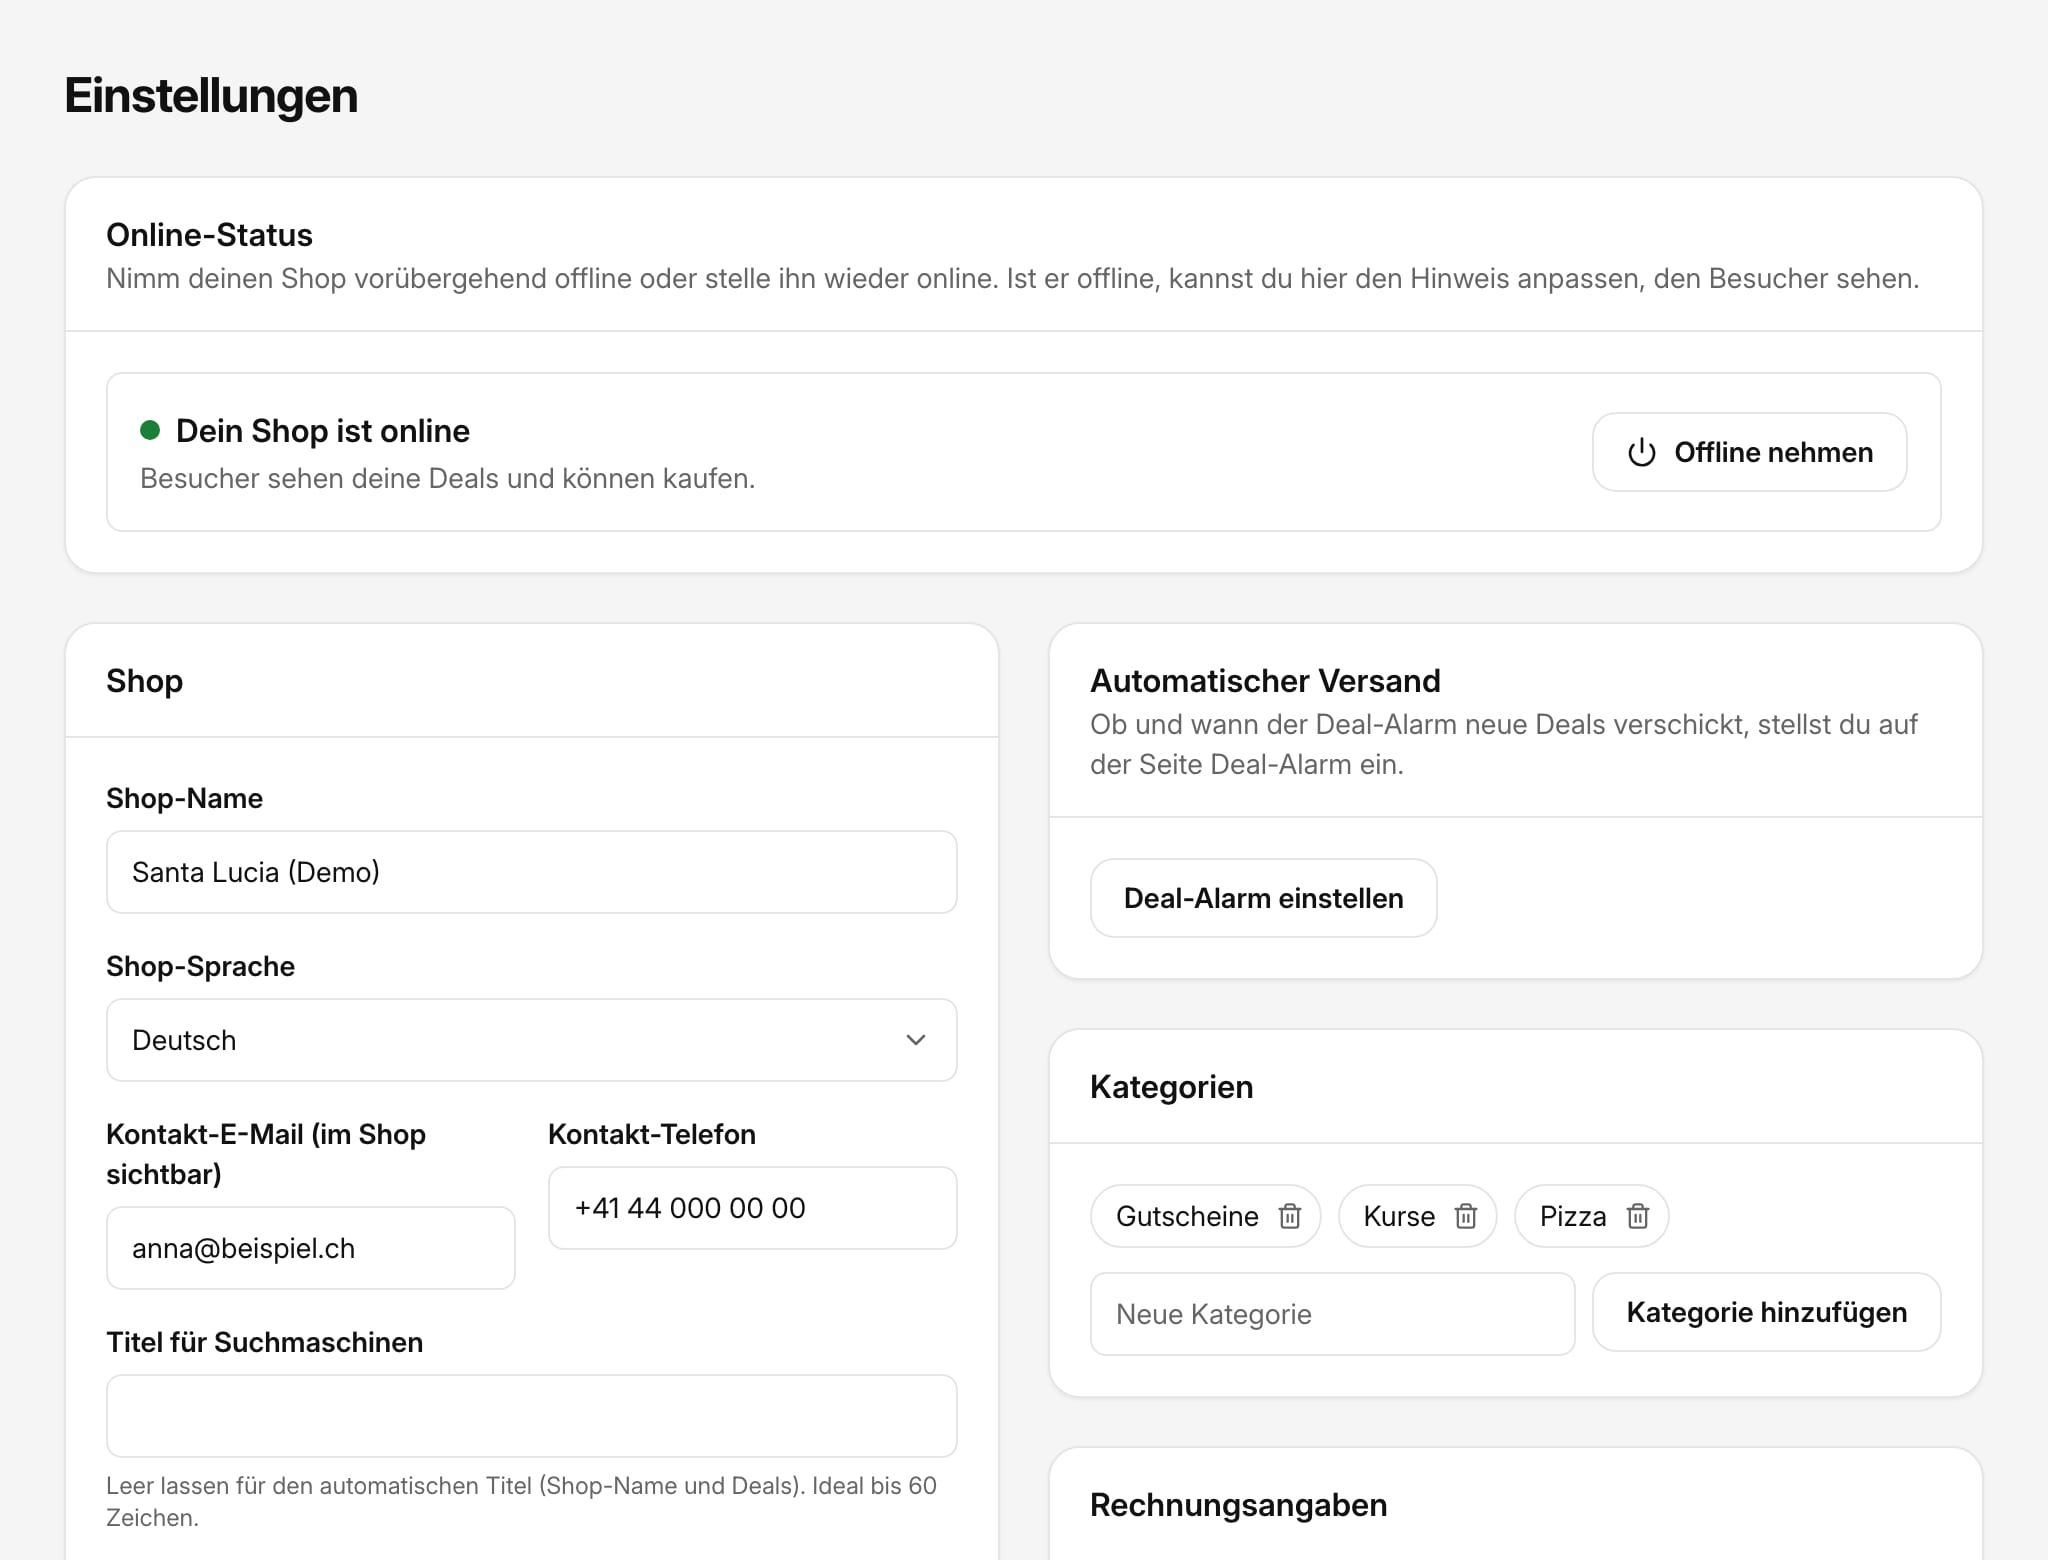 Einstellungen
Online-Status
Nimm deinen Shop vorübergehend offline oder stelle ihn wieder online. Ist er offline, kannst du hier den Hinweis anpassen, den Besucher sehen.
Dein Shop ist online
Besucher sehen deine Deals und können kaufen.
Offline nehmen
Shop
Shop-Name
Santa Lucia (Demo)
Shop-Sprache
Deutsch
Kontakt-E-Mail (im Shop
sichtbar)
anna@beispiel.ch
Kontakt-Telefon
+41 44 000 00 00
Titel für Suchmaschinen
Leer lassen für den automatischen Titel (Shop-Name und Deals). Ideal bis 60
Zeichen.
Automatischer Versand
Ob und wann der Deal-Alarm neue Deals verschickt, stellst du auf
der Seite Deal-Alarm ein.
Deal-Alarm einstellen
Kategorien
Gutscheine
Kurse
Pizza
Neue Kategorie
Kategorie hinzufügen
Rechnungsangaben